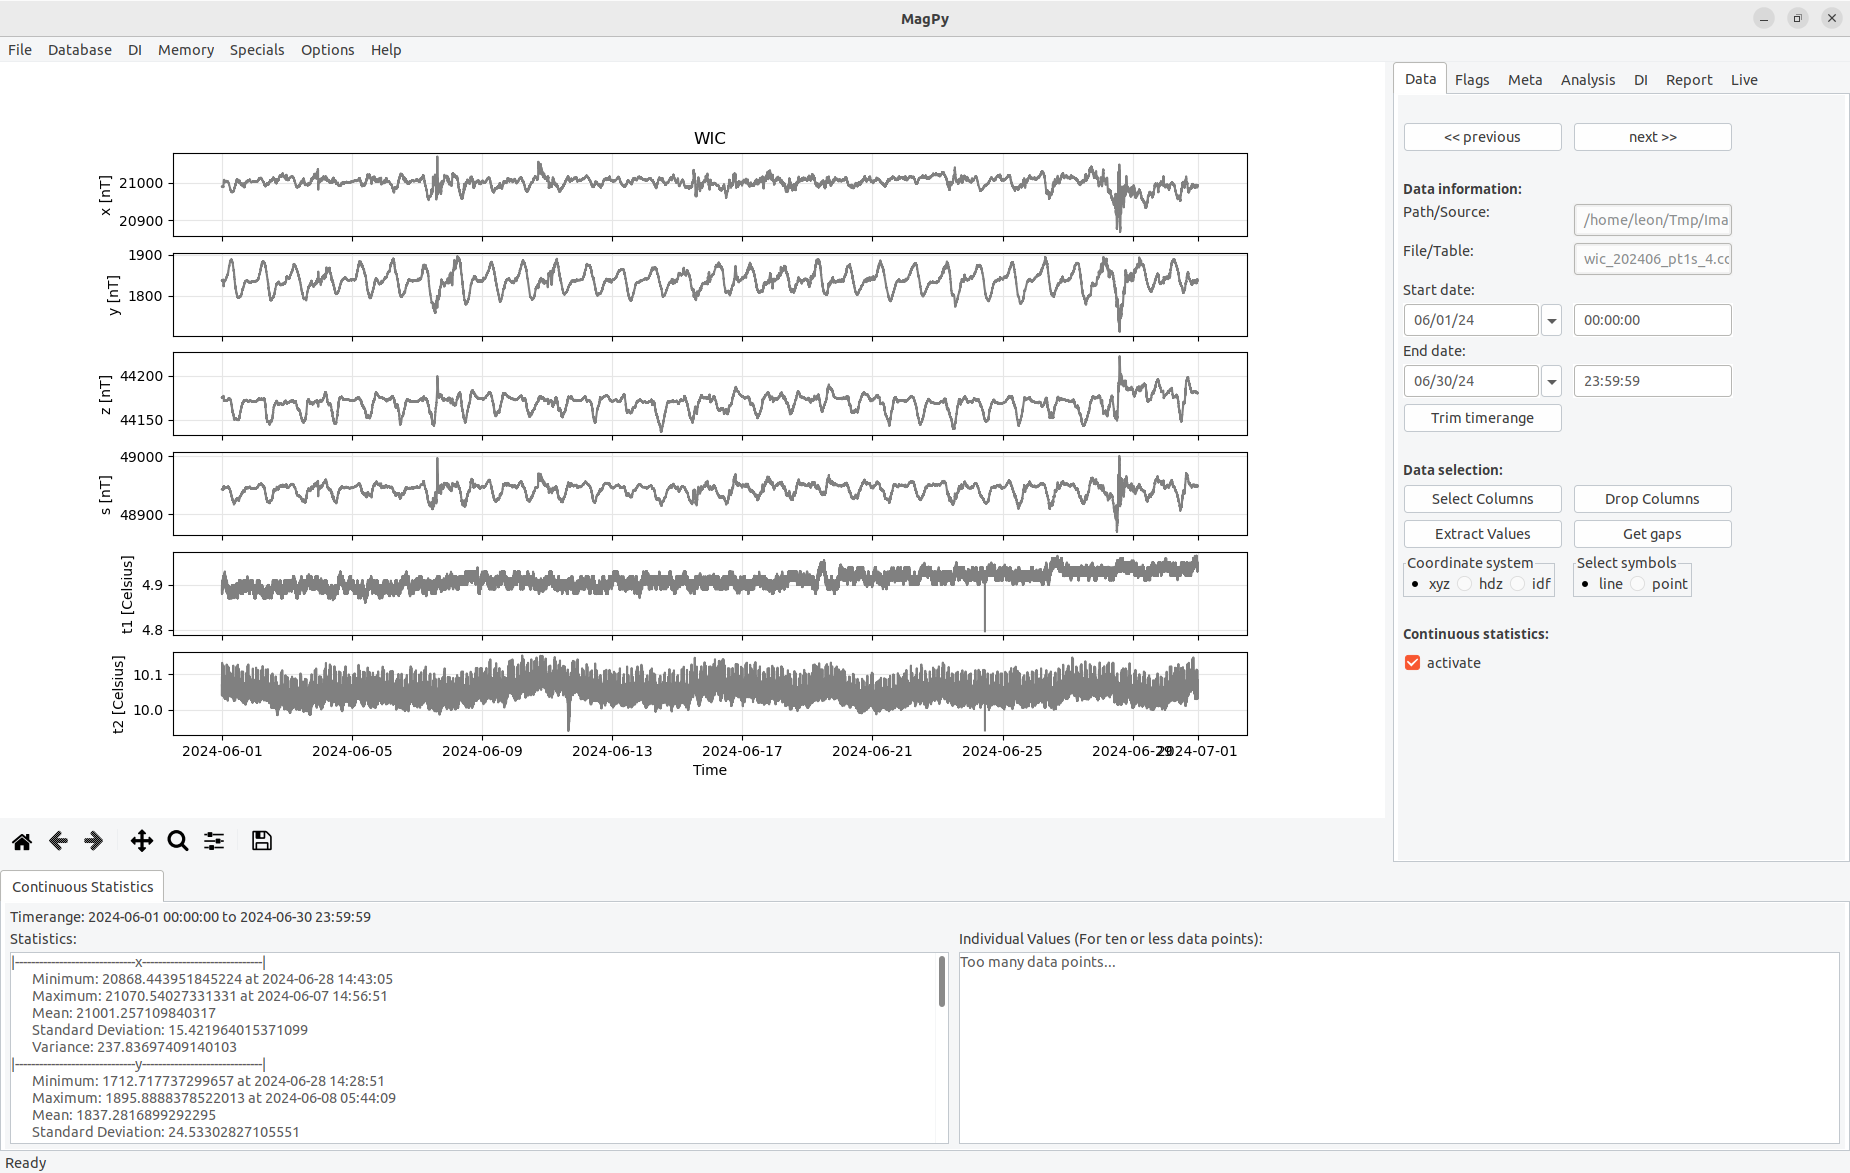 MagPy
File Database DI Memory Specials Options Help
Data Flags Meta Analysis DI Report Live
<< previous next >>
Data information:
Path/Source: /home/leon/Tmp/Ima
File/Table: wic_202406_pt1s_4.cc
Start date:
06/01/24 00:00:00
End date:
06/30/24 23:59:59
Trim timerange
Data selection:
Select Columns Drop Columns
Extract Values Get gaps
Coordinate system Select symbols
xyz hdz idf line point
Continuous statistics:
activate
WIC
x [nT]
21000
20900
y [nT]
1900
1800
z [nT]
44200
44150
s [nT]
49000
48900
t1 [Celsius]
4.9
4.8
t2 [Celsius]
10.1
10.0
2024-06-01 2024-06-05 2024-06-09 2024-06-13 2024-06-17 2024-06-21 2024-06-25 2024-06-29 2024-07-01
Time
Continuous Statistics
Timerange: 2024-06-01 00:00:00 to 2024-06-30 23:59:59
Statistics:
|------------------------------x------------------------------|
Minimum: 20868.443951845224 at 2024-06-28 14:43:05
Maximum: 21070.54027331331 at 2024-06-07 14:56:51
Mean: 21001.257109840317
Standard Deviation: 15.421964015371099
Variance: 237.83697409140103
|------------------------------y------------------------------|
Minimum: 1712.717737299657 at 2024-06-28 14:28:51
Maximum: 1895.8888378522013 at 2024-06-08 05:44:09
Mean: 1837.2816899292295
Standard Deviation: 24.53302827105551
Individual Values (For ten or less data points):
Too many data points...
Ready